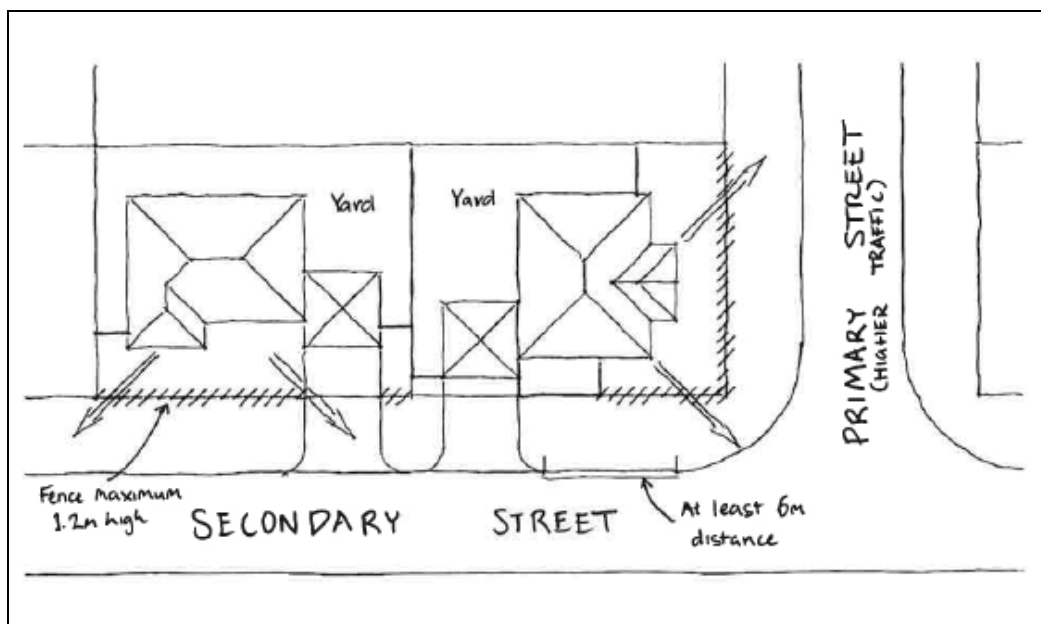 Yard
Yard
PRIMARY STREET
(HIGHER TRAFFIC)
Fence maximum
1.2m high
SECONDARY STREET
At least 6m
distance